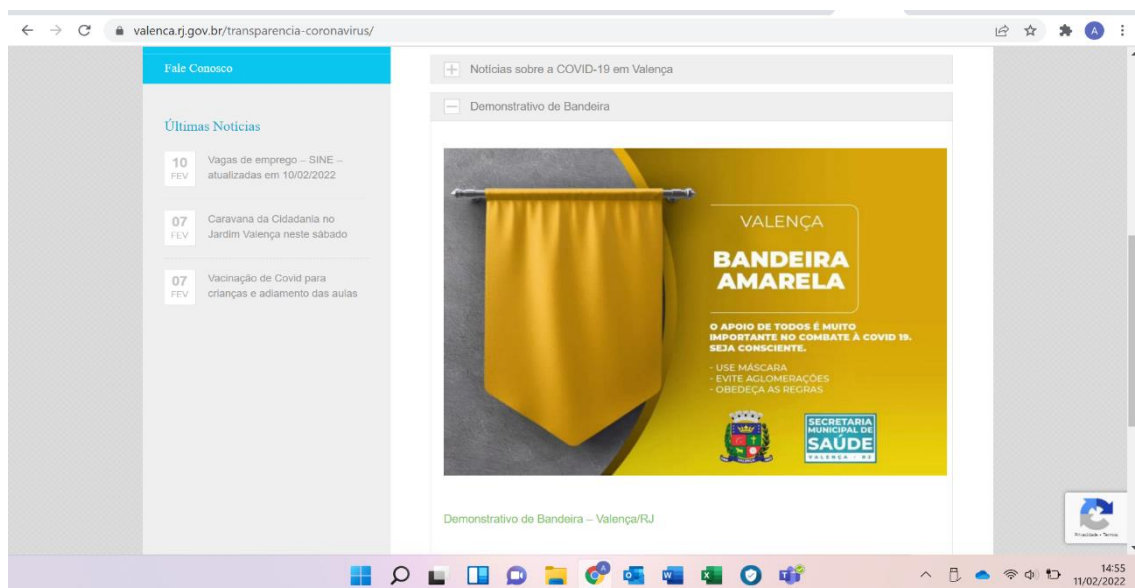 valenca.rj.gov.br/transparencia-coronavirus/
A
Fale Conosco
Últimas Notícias
10
FEV
Vagas de emprego – SINE –
atualizadas em 10/02/2022
07
FEV
Caravana da Cidadania no
Jardim Valença neste sábado
07
FEV
Vacinação de Covid para
crianças e adiamento das aulas
Notícias sobre a COVID-19 em Valença
Demonstrativo de Bandeira
VALENÇA
BANDEIRA
AMARELA
O APOIO DE TODOS É MUITO
IMPORTANTE NO COMBATE À COVID 19.
SEJA CONSCIENTE.
- USE MÁSCARA
- EVITE AGLOMERAÇÕES
- OBEDEÇA AS REGRAS
SECRETARIA
MUNICIPAL DE
SAÚDE
VALENÇA - RJ
Demonstrativo de Bandeira – Valença/RJ
Privacidade - Termos
14:55
11/02/2022